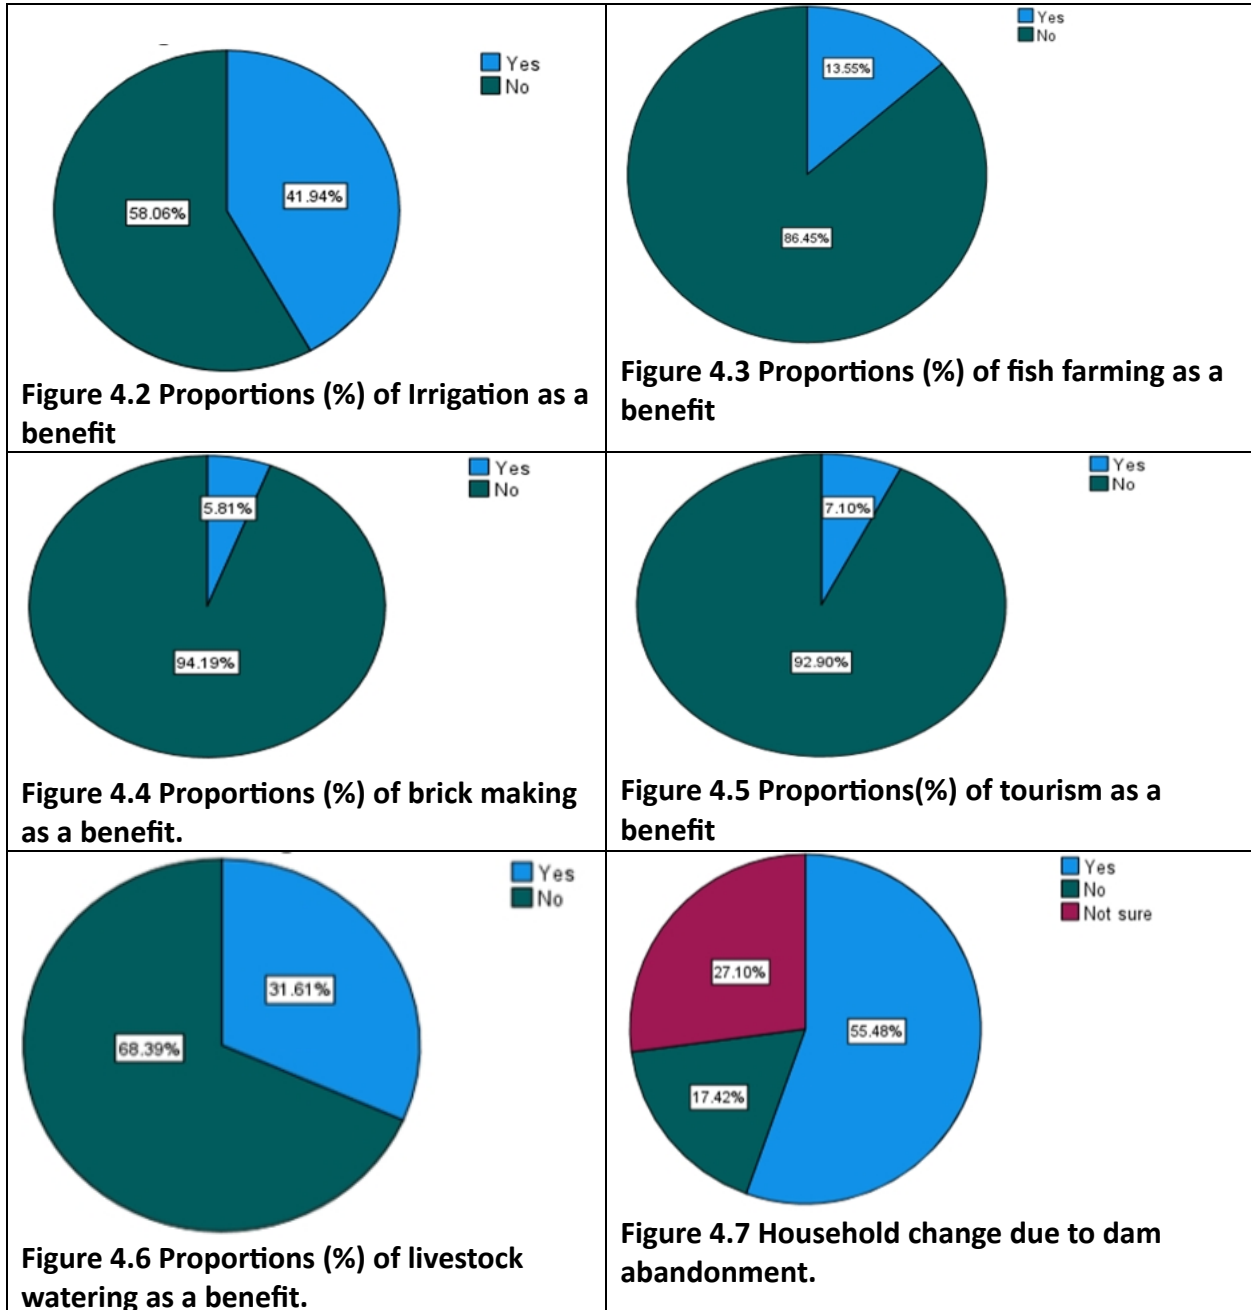 Yes
No
41.94%
58.06%
Figure 4.2 Proportions (%) of Irrigation as a
benefit
Yes
No
13.55%
86.45%
Figure 4.3 Proportions (%) of fish farming as a
benefit
Yes
No
5.81%
94.19%
Figure 4.4 Proportions (%) of brick making
as a benefit.
Yes
No
7.10%
92.90%
Figure 4.5 Proportions(%) of tourism as a
benefit
Yes
No
31.61%
68.39%
Figure 4.6 Proportions (%) of livestock
watering as a benefit.
Yes
No
Not sure
27.10%
55.48%
17.42%
Figure 4.7 Household change due to dam
abandonment.